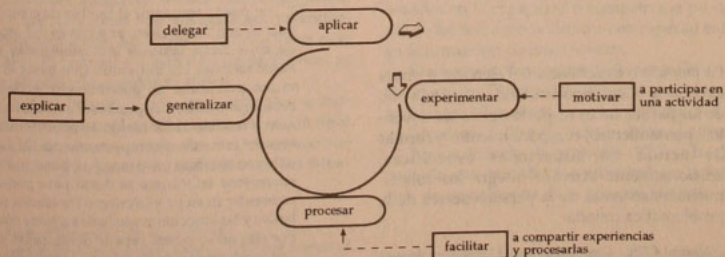 delegar
aplicar
explicar
generalizar
experimentar
motivar
a participar en
una actividad
procesar
facilitar
a compartir experiencias
y procesarlas